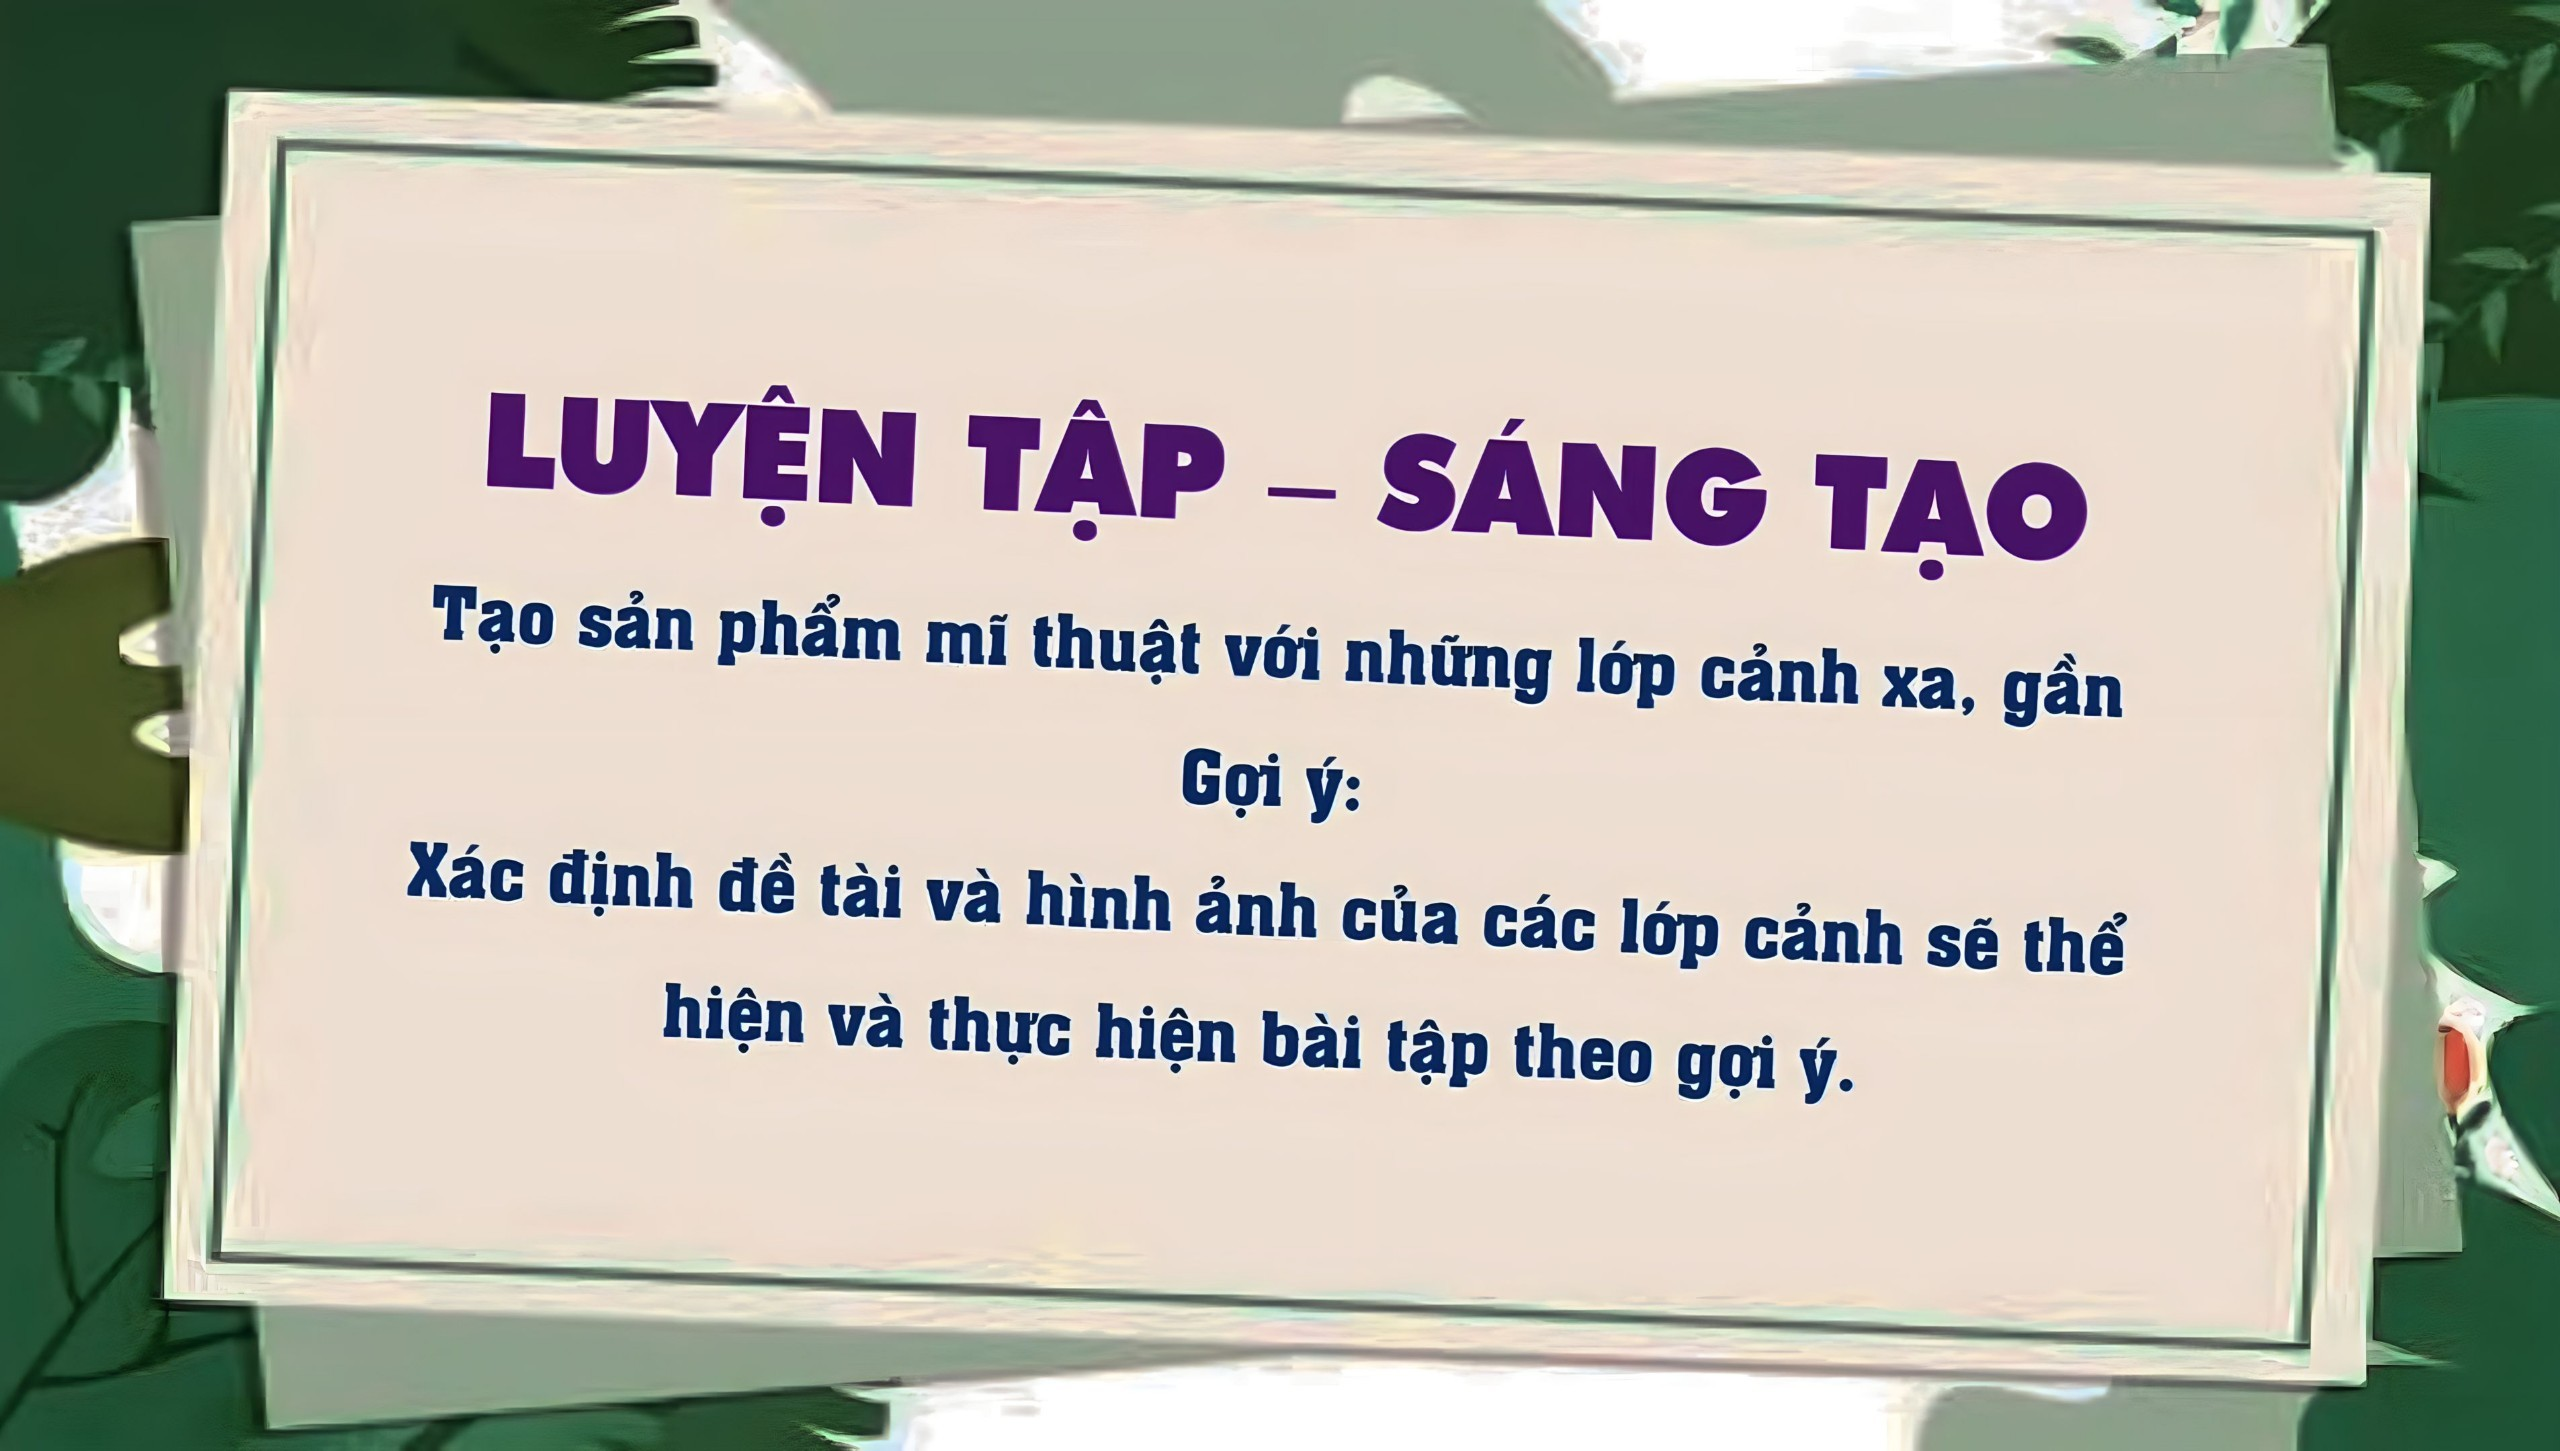 LUYỆN TẬP – SÁNG TẠO
Tạo sản phẩm mĩ thuật với những lớp cảnh xa, gần
Gợi ý:
Xác định đề tài và hình ảnh của các lớp cảnh sẽ thể
hiện và thực hiện bài tập theo gợi ý.